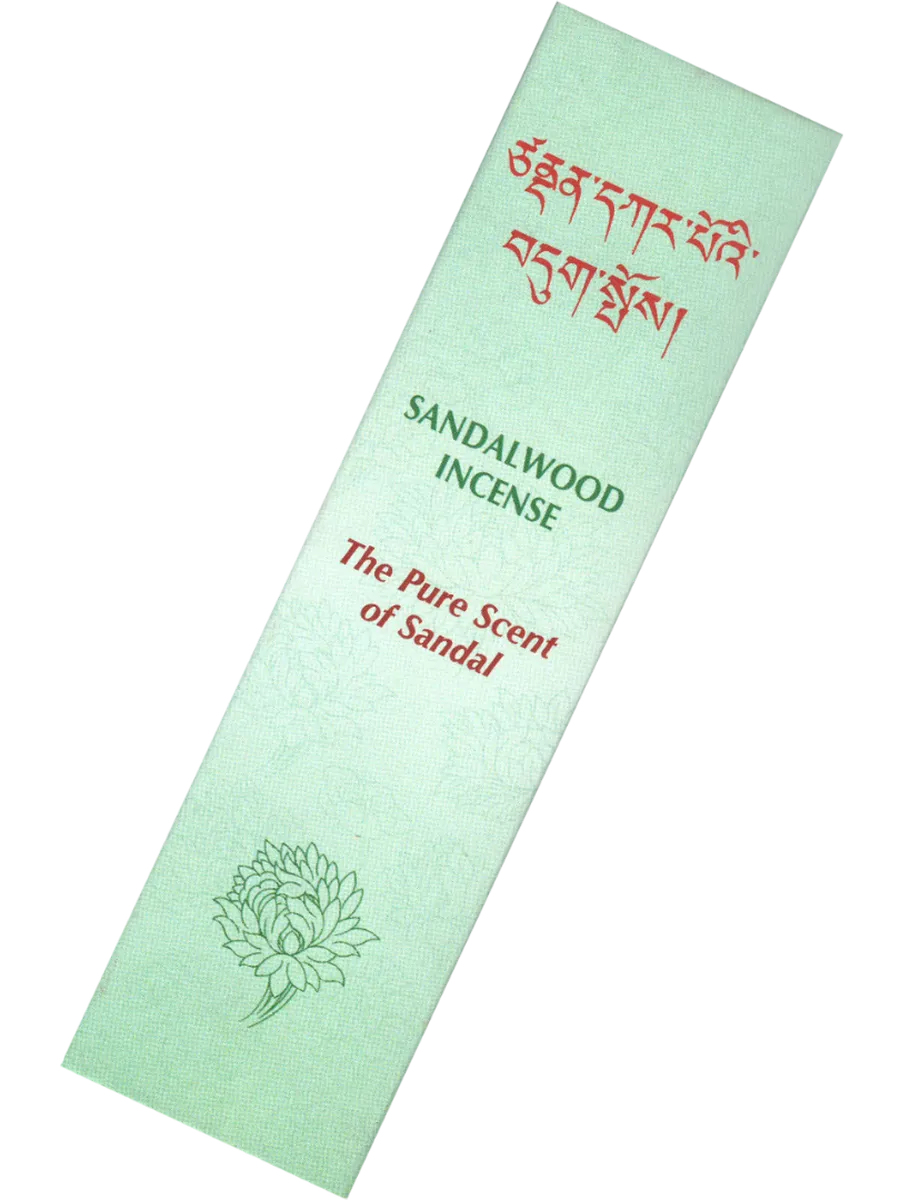 ཙནྡན་དཀར་པོའི་
བདུག་སྤོས།
SANDALWOOD
INCENSE
The Pure Scent
of Sandal